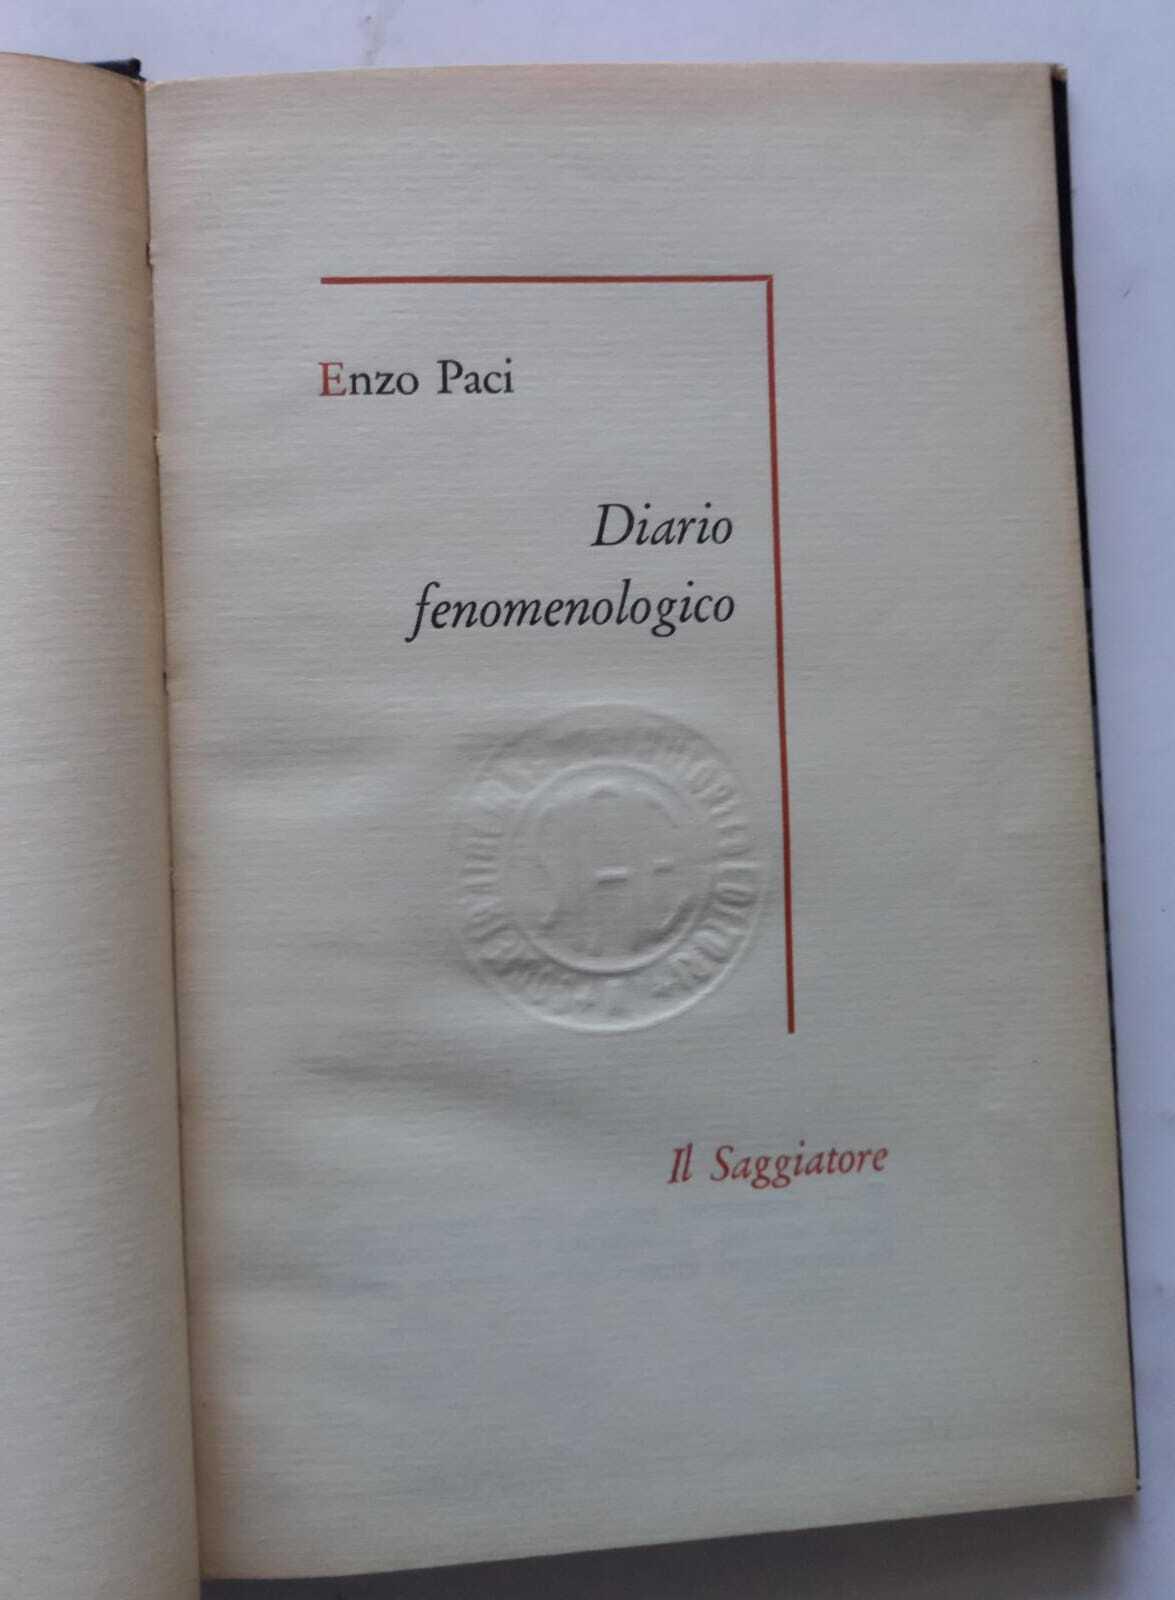 Enzo Paci
Diario
fenomenologico
Il Saggiatore